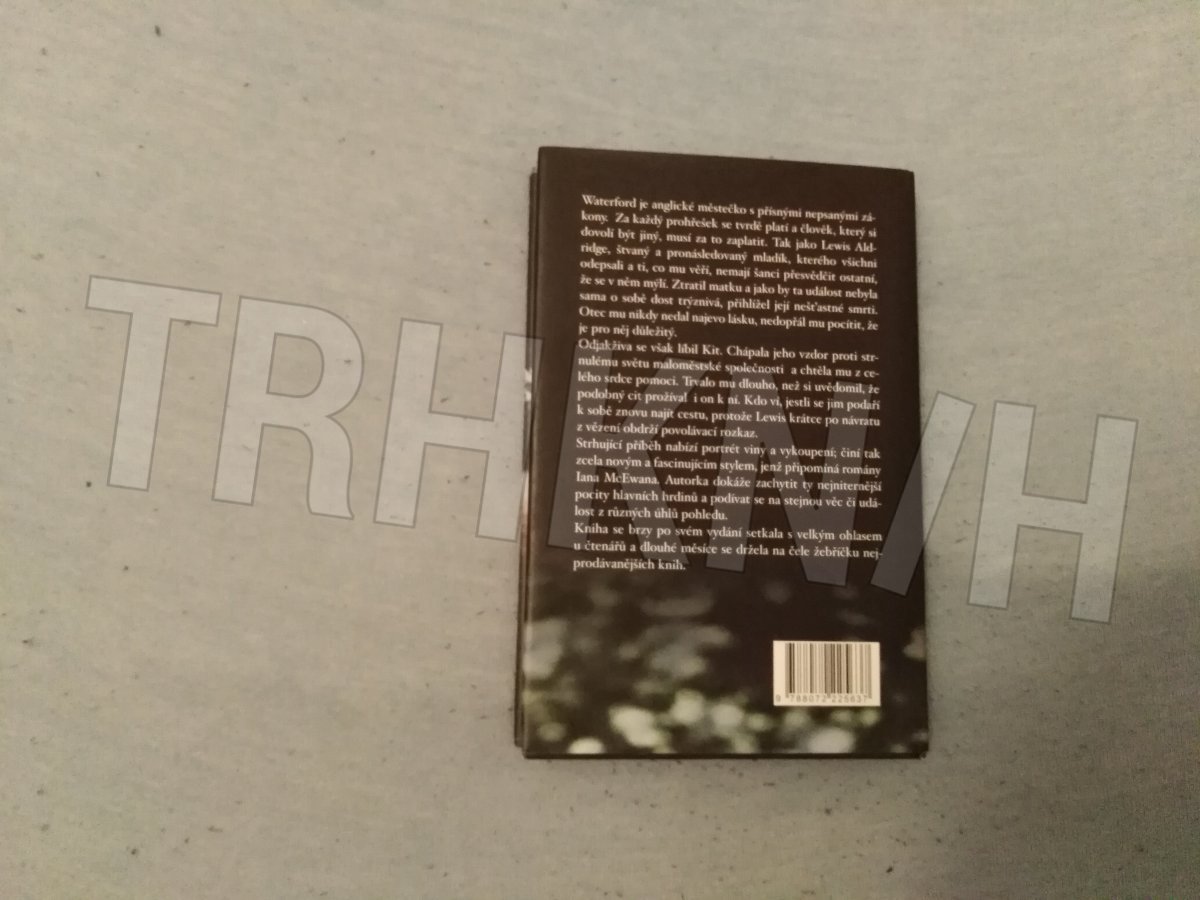 Waterford je anglické městečko s přísnými nepsanými zá-
kony. Za každý prohřešek se tvrdě platí a člověk, který si
dovolí být jiný, musí za to zaplatit. Tak jako Lewis Ald-
ridge, štvaný a pronásledovaný mladík, kterého všichni
odepsali a ti, co mu věří, nemají šanci přesvědčit ostatní,
že se v něm mýlí. Ztratil matku a jako by ta událost nebyla
sama o sobě dost trýznivá, přihlížel její nešťastné smrti.
Otec mu nikdy nedal najevo lásku, nedopřál mu pocítit, že
je pro něj důležitý.
Odjakživa se však líbil Kit. Chápala jeho vzdor proti str-
nulému světu maloměstské společnosti a chtěla mu z ce-
lého srdce pomoci. Trvalo mu dlouho, než si uvědomil, že
podobný cit prožíval i on k ní. Kdo ví, jestli se jim podaří
k sobě znovu najít cestu, protože Lewis krátce po návratu
z vězení obdrží povolávací rozkaz.
Strhující příběh nabízí portrét viny a vykoupení; činí tak
zcela novým a fascinujícím stylem, jenž připomíná romány
Iana McEwana. Autorka dokáže zachytit ty nejniternější
pocity hlavních hrdinů a podívat se na stejnou věc či udá-
lost z různých úhlů pohledu.
Kniha se brzy po svém vydání setkala s velkým ohlasem
u čtenářů a dlouhé měsíce se držela na čele žebříčku nej-
prodávanějších knih.
9 788072 225637
TRHKNIH